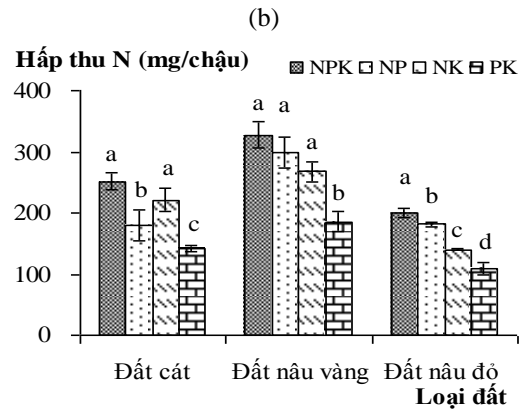 (b)
Hấp thu N (mg/chậu) NPK NP NK PK
400
300
200
100
0
a b a c
a a a b
a b c d
Đất cát Đất nâu vàng Đất nâu đỏ
Loại đất